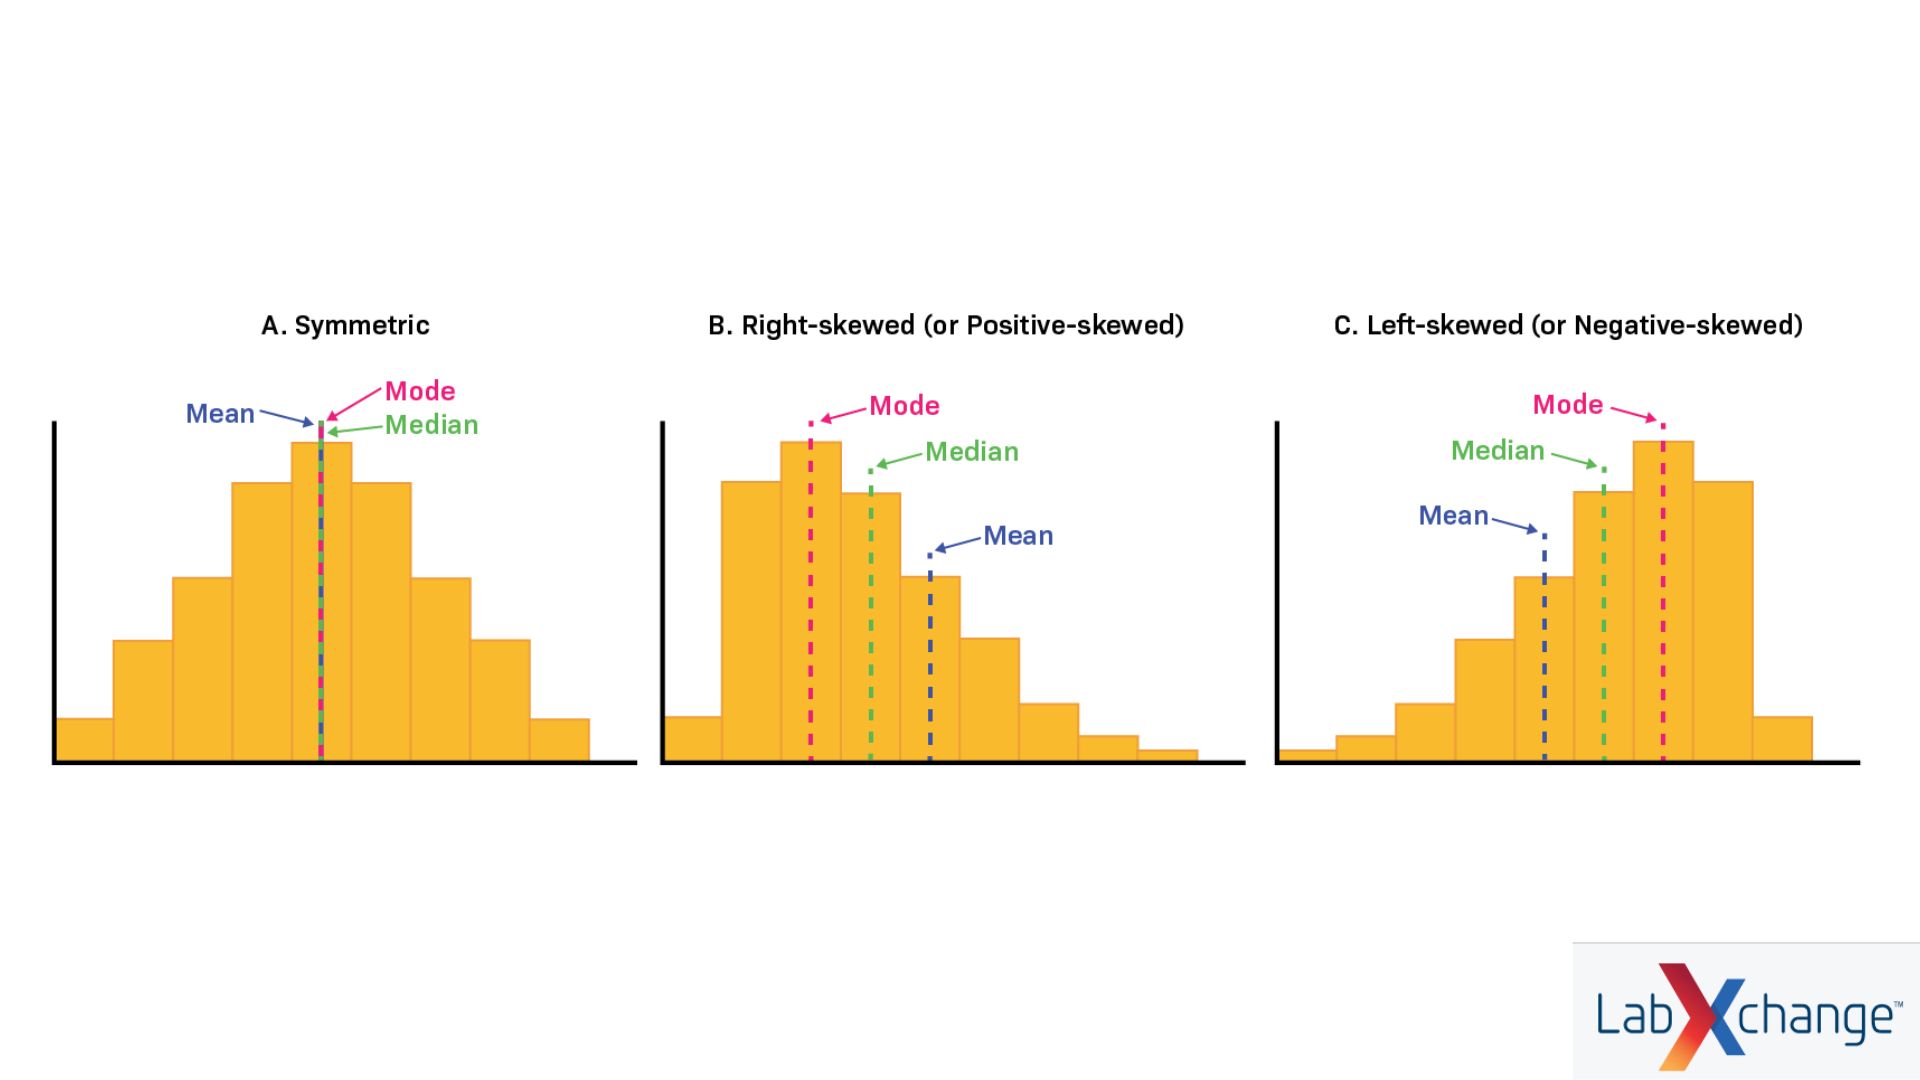 A. Symmetric
Mean
Mode
Median
B. Right-skewed (or Positive-skewed)
Mode
Median
Mean
C. Left-skewed (or Negative-skewed)
Mode
Median
Mean
LabXchange™